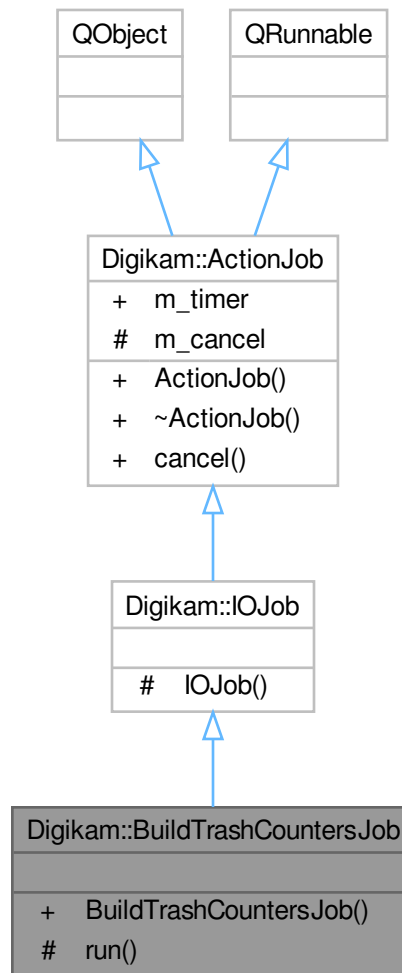 QObject
QRunnable
Digikam::ActionJob
+ m_timer
# m_cancel
+ ActionJob()
+ ~ActionJob()
+ cancel()
Digikam::IOJob
# IOJob()
Digikam::BuildTrashCountersJob
+ BuildTrashCountersJob()
# run()